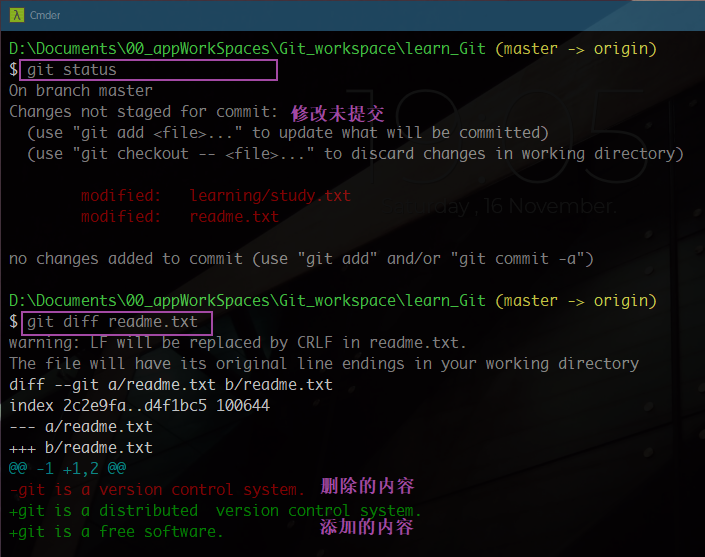 λ Cmder
D:\Documents\00_appWorkSpaces\Git_workspace\learn_Git (master -> origin)
$ git status
On branch master
Changes not staged for commit: 修改未提交
(use "git add <file>..." to update what will be committed)
(use "git checkout -- <file>..." to discard changes in working directory)
19:05
modified: learning/study.txt
modified: readme.txt
, 16 November.
no changes added to commit (use "git add" and/or "git commit -a")
D:\Documents\00_appWorkSpaces\Git_workspace\learn_Git (master -> origin)
$ git diff readme.txt
warning: LF will be replaced by CRLF in readme.txt.
The file will have its original line endings in your working directory
diff --git a/readme.txt b/readme.txt
index 2c2e9fa..d4f1bc5 100644
--- a/readme.txt
+++ b/readme.txt
@@ -1 +1,2 @@
-git is a version control system. 删除的内容
+git is a distributed  version control system.
+git is a free software. 添加的内容